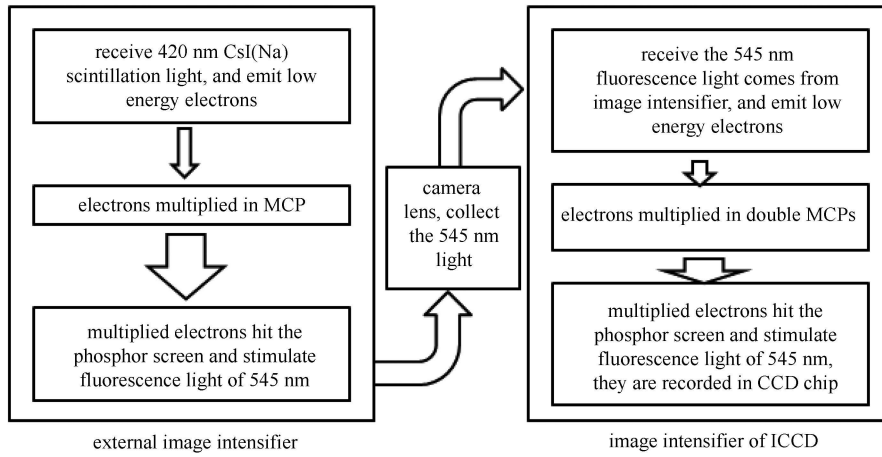 receive 420 nm CsI(Na)
scintillation light, and emit low
energy electrons
electrons multiplied in MCP
multiplied electrons hit the
phosphor screen and stimulate
fluorescence light of 545 nm
external image intensifier
camera
lens, collect
the 545 nm
light
receive the 545 nm
fluorescence light comes from
image intensifier, and emit low
energy electrons
electrons multiplied in double MCPs
multiplied electrons hit the
phosphor screen and stimulate
fluorescence light of 545 nm,
they are recorded in CCD chip
image intensifier of ICCD